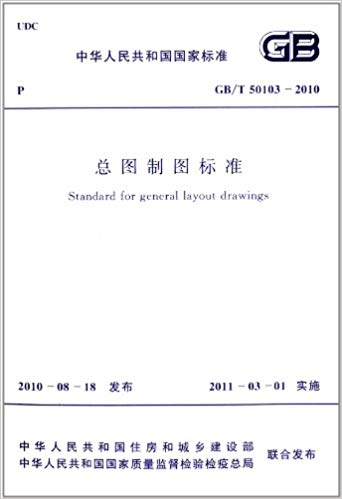 UDC
中华人民共和国国家标准
GB
P
GB/T 50103-2010
总图制图标准
Standard for general layout drawings
2010-08-18 发布
2011-03-01 实施
中华人民共和国住房和城乡建设部
中华人民共和国国家质量监督检验检疫总局
联合发布